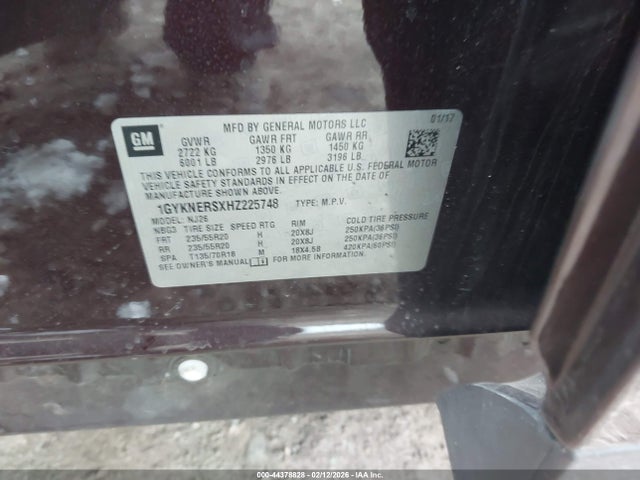 MFD BY GENERAL MOTORS LLC 01/17
GM
GVWR GAWR FRT GAWR RR
2722 KG 1350 KG 1450 KG
6001 LB 2976 LB 3196 LB
THIS VEHICLE CONFORMS TO ALL APPLICABLE U.S. FEDERAL MOTOR
VEHICLE SAFETY STANDARDS IN EFFECT ON THE DATE OF
MANUFACTURE SHOWN ABOVE.
1GYKNERSXHZ225748 TYPE: M.P.V.
MODEL: NJ26
NBG3 TIRE SIZE SPEED RTG RIM COLD TIRE PRESSURE
FRT 235/55R20 H 20X8J 250KPA(36PSI)
RR 235/55R20 H 20X8J 250KPA(36PSI)
SPA T135/70R18 M 18X4.5B 420KPA(60PSI)
SEE OWNER'S MANUAL FOR MORE INFORMATION.
000-44378828 - 02/12/2026 - IAAI.COM